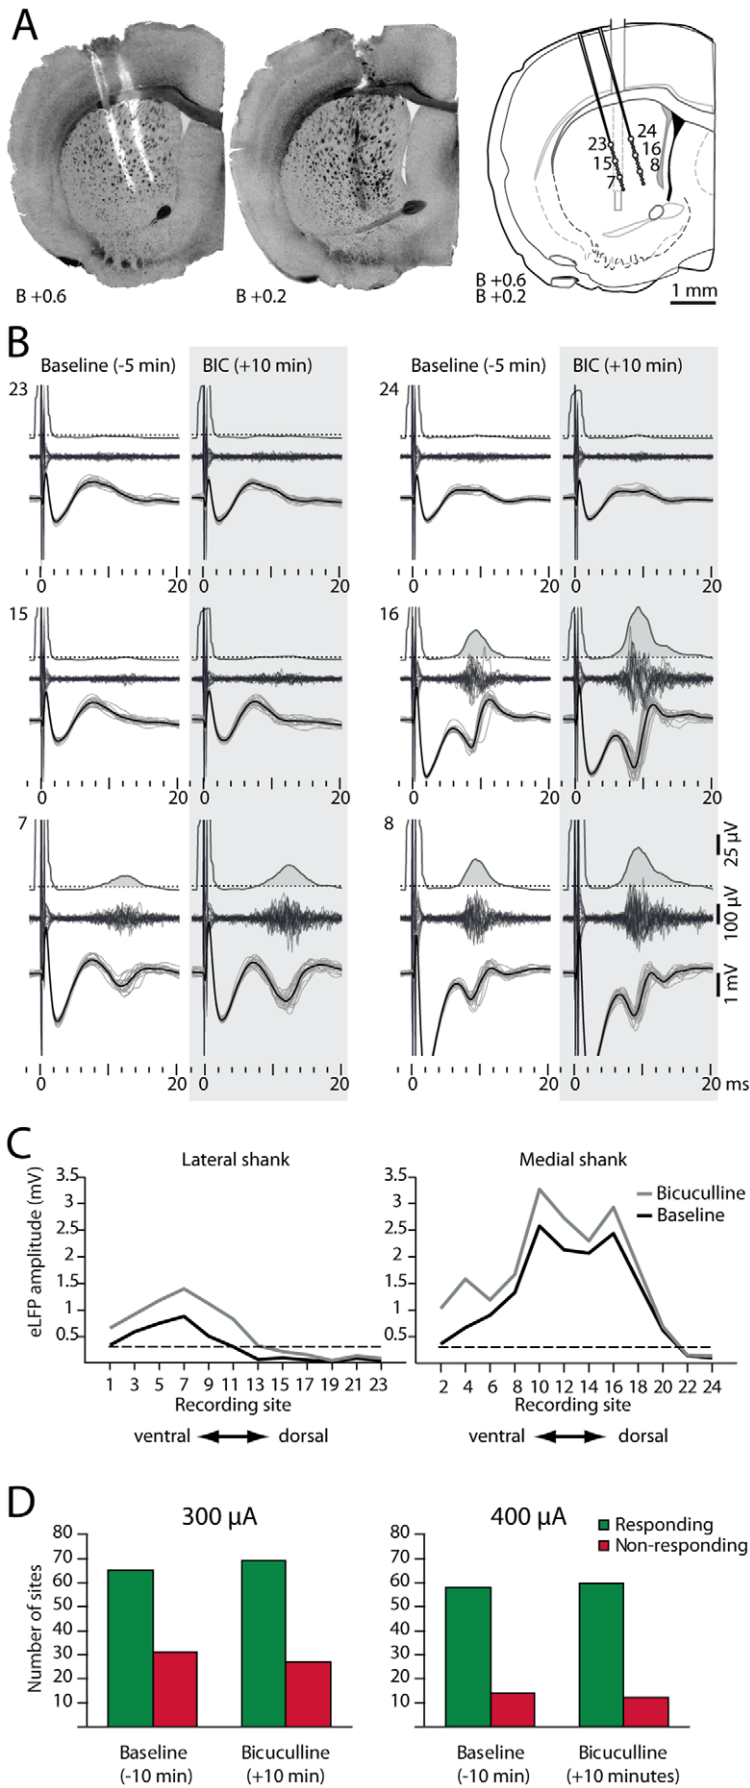 A
B +0.6
B +0.2
23
24
15
16
7
8
B +0.6
B +0.2
1 mm
B
Baseline (-5 min)
BIC (+10 min)
Baseline (-5 min)
BIC (+10 min)
23
24
0
20
0
20
0
20
0
20
15
16
0
20
0
20
0
20
0
20
7
8
25 µV
100 µV
1 mV
0
20
0
20
0
20
0
20 ms
C
Lateral shank
Medial shank
eLFP amplitude (mV)
3.5
3
2.5
2
1.5
1
0.5
3.5
3
2.5
2
1.5
1
0.5
Bicuculline
Baseline
1 3 5 7 9 11 13 15 17 19 21 23
2 4 6 8 10 12 14 16 18 20 22 24
Recording site
Recording site
ventral dorsal
ventral dorsal
D
300 µA
400 µA
Responding
Non-responding
Number of sites
80
70
60
50
40
30
20
10
80
70
60
50
40
30
20
10
Baseline
(-10 min)
Bicuculline
(+10 min)
Baseline
(-10 min)
Bicuculline
(+10 minutes)